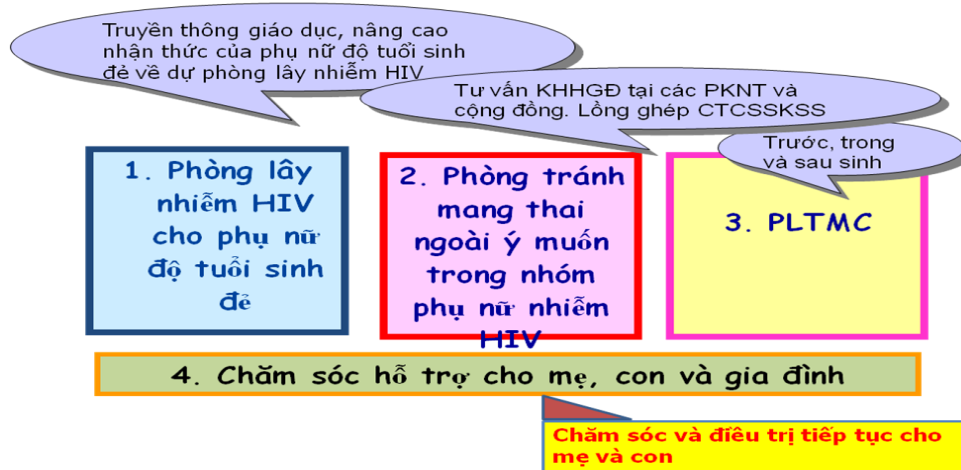 Truyền thông giáo dục, nâng cao
nhận thức của phụ nữ độ tuổi sinh
đẻ về dự phòng lây nhiễm HIV
Tư vấn KHHGĐ tại các PKNT và
cộng đồng. Lồng ghép CTCSSKSS
Trước, trong
và sau sinh
1. Phòng lây
nhiễm HIV
cho phụ nữ
độ tuổi sinh
đẻ
2. Phòng tránh
mang thai
ngoài ý muốn
trong nhóm
phụ nữ nhiễm
HIV
3. PLTMC
4. Chăm sóc hỗ trợ cho mẹ, con và gia đình
Chăm sóc và điều trị tiếp tục cho
mẹ và con